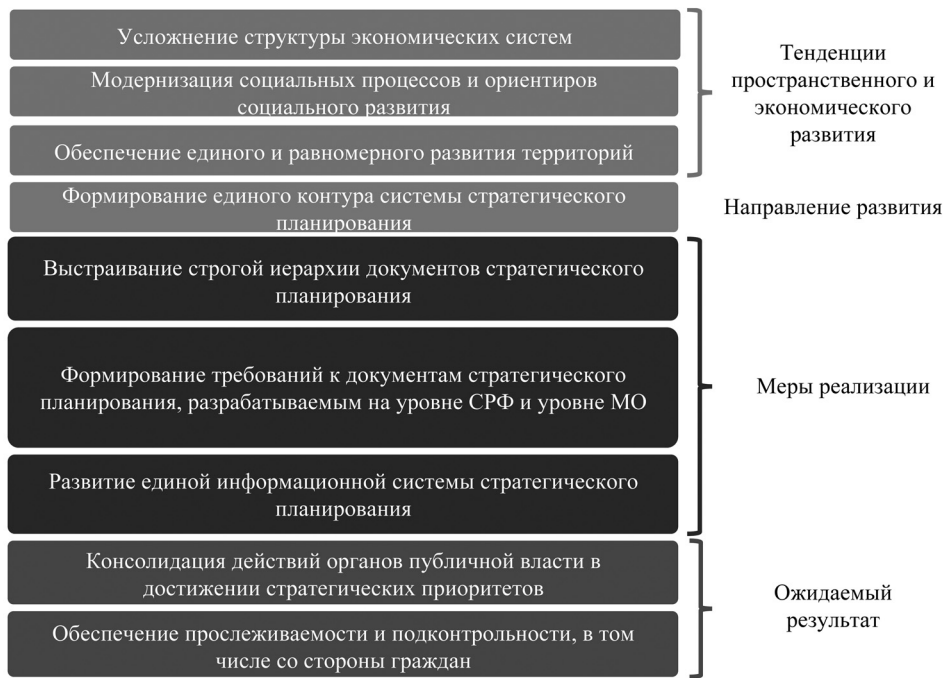 Усложнение структуры экономических систем
Модернизация социальных процессов и ориентиров
социального развития
Обеспечение единого и равномерного развития территорий
Тенденции
пространственного и
экономического
развития
Формирование единого контура системы стратегического
планирования
Направление развития
Выстраивание строгой иерархии документов стратегического
планирования
Формирование требований к документам стратегического
планирования, разрабатываемым на уровне СРФ и уровне МО
Развитие единой информационной системы стратегического
планирования
Меры реализации
Консолидация действий органов публичной власти в
достижении стратегических приоритетов
Обеспечение прослеживаемости и подконтрольности, в том
числе со стороны граждан
Ожидаемый
результат